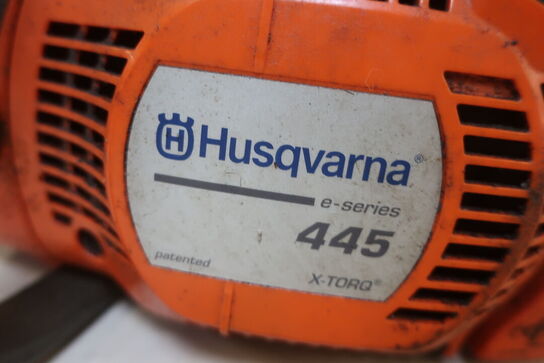 H Husqvarna®
e-series
445
patented
X-TORQ®